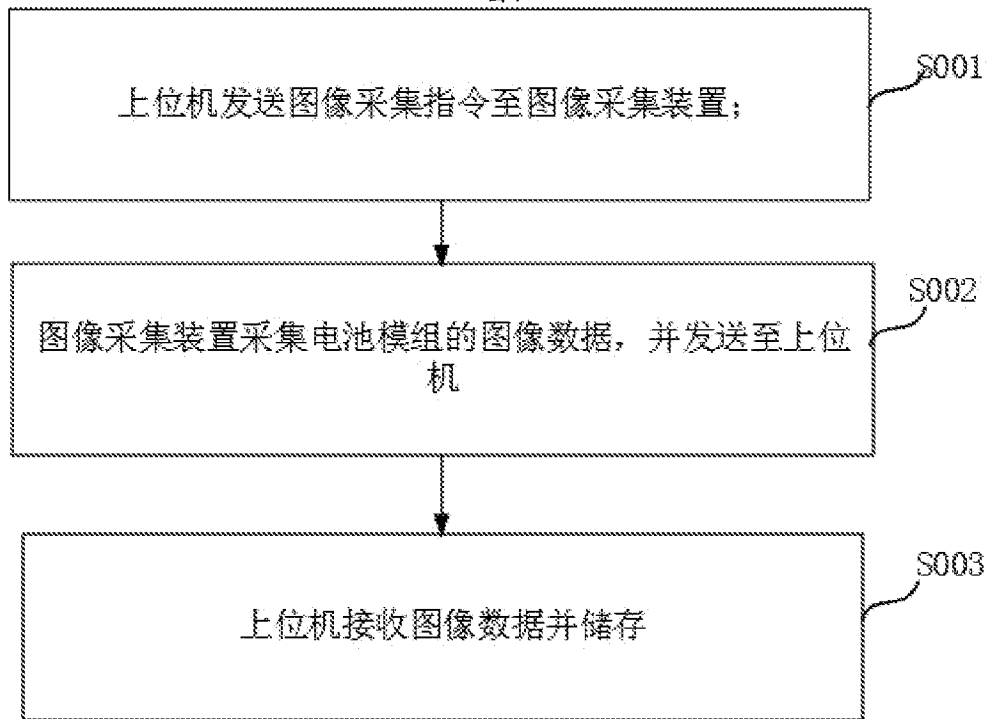 上位机发送图像采集指令至图像采集装置；
S001
S002
图像采集装置采集电池模组的图像数据，并发送至上位
机
S003
上位机接收图像数据并储存